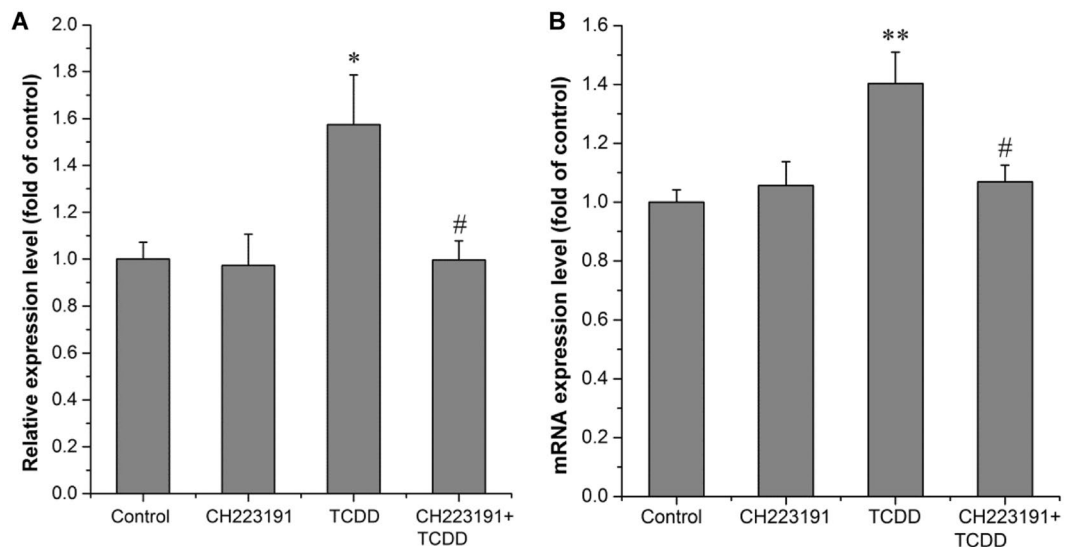 A
Relative expression level (fold of control)
2.0
1.8
1.6
1.4
1.2
1.0
0.8
0.6
0.4
0.2
0.0
*
#
Control
CH223191
TCDD
CH223191+
TCDD
B
mRNA expression level (fold of control)
1.6
1.4
1.2
1.0
0.8
0.6
0.4
0.2
0.0
**
#
Control
CH223191
TCDD
CH223191+
TCDD